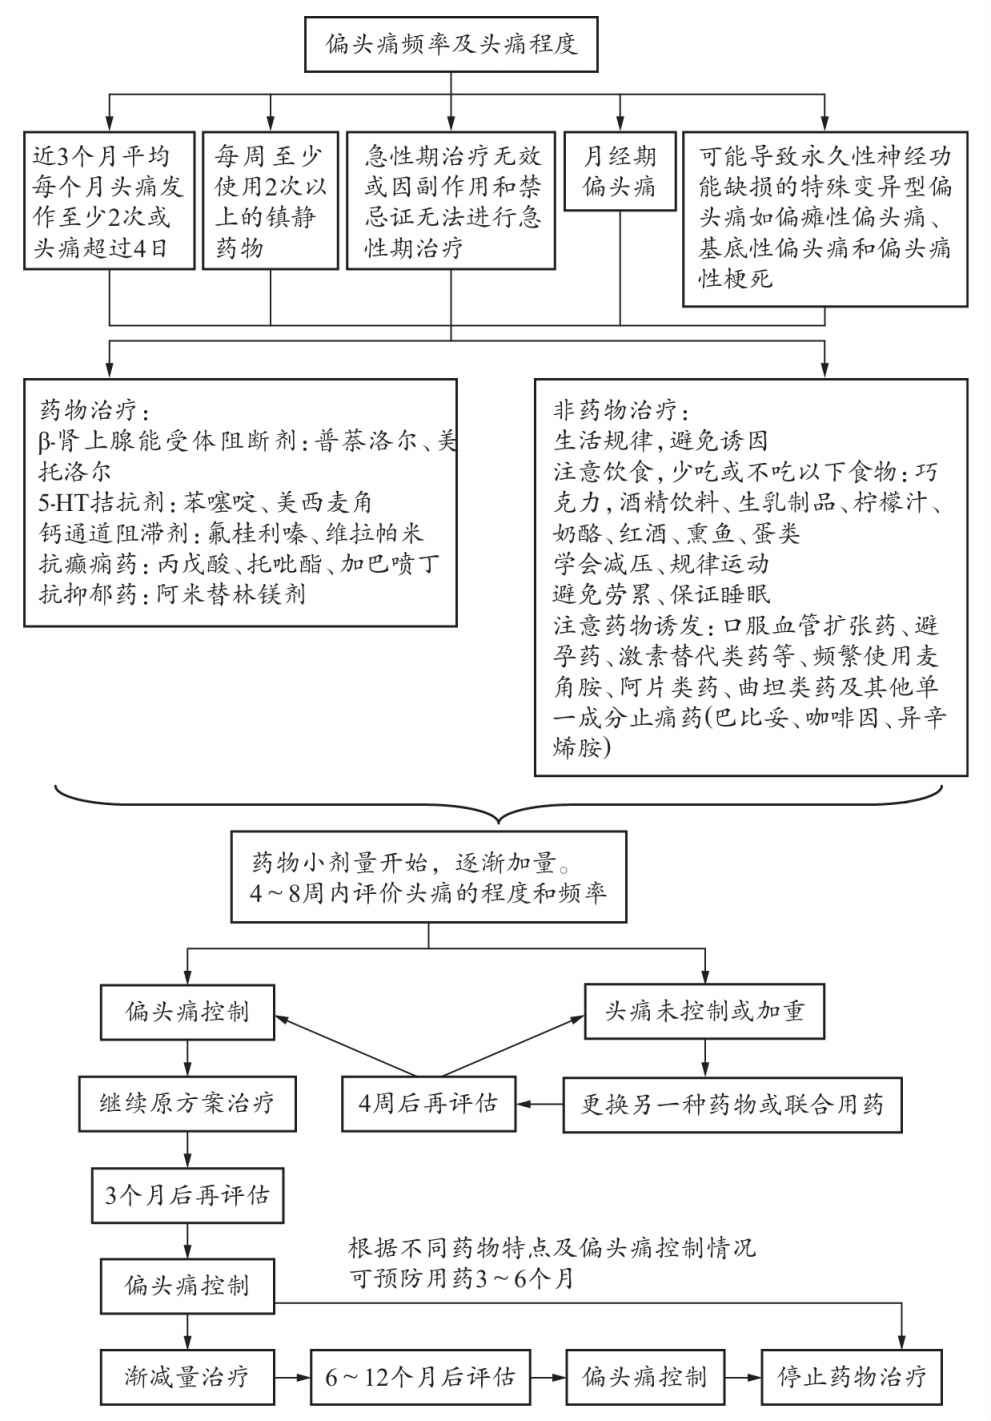 偏头痛频率及头痛程度
近3个月平均
每个月头痛发
作至少2次或
头痛超过4日
每周至少
使用2次以
上的镇静
药物
急性期治疗无效
或因副作用和禁
忌证无法进行急
性期治疗
月经期
偏头痛
可能导致永久性神经功
能缺损的特殊变异型偏
头痛如偏瘫性偏头痛、
基底性偏头痛和偏头痛
性梗死
药物治疗：
β-肾上腺能受体阻断剂：普萘洛尔、美
托洛尔
5-HT拮抗剂：苯噻啶、美西麦角
钙通道阻滞剂：氟桂利嗪、维拉帕米
抗癫痫药：丙戊酸、托吡酯、加巴喷丁
抗抑郁药：阿米替林镁剂
非药物治疗：
生活规律，避免诱因
注意饮食，少吃或不吃以下食物：巧
克力，酒精饮料、生乳制品、柠檬汁、
奶酪、红酒、熏鱼、蛋类
学会减压、规律运动
避免劳累、保证睡眠
注意药物诱发：口服血管扩张药、避
孕药、激素替代类药等、频繁使用麦
角胺、阿片类药、曲坦类药及其他单
一成分止痛药(巴比妥、咖啡因、异辛
烯胺)
药物小剂量开始，逐渐加量。
4～8周内评价头痛的程度和频率
偏头痛控制
头痛未控制或加重
继续原方案治疗
4周后再评估
更换另一种药物或联合用药
3个月后再评估
偏头痛控制
根据不同药物特点及偏头痛控制情况
可预防用药3～6个月
渐减量治疗
6～12个月后评估
偏头痛控制
停止药物治疗